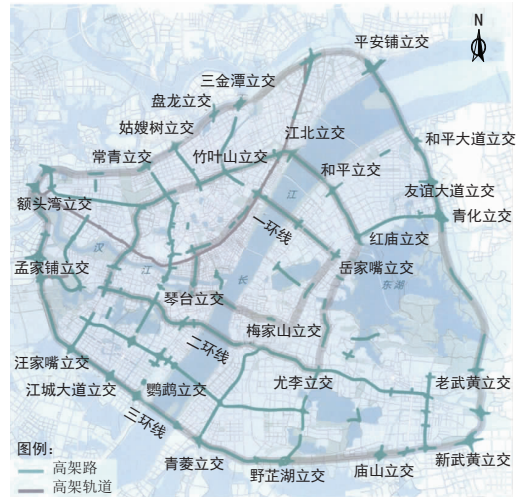 N
平安铺立交
三金潭立交
盘龙立交
姑嫂树立交
江北立交
和平大道立交
常青立交
竹叶山立交
和平立交
友谊大道立交
额头湾立交
江
青化立交
一环线
红庙立交
汉
岳家嘴立交
孟家铺立交
江
长
东湖
琴台立交
梅家山立交
二环线
汪家嘴立交
尤李立交
老武黄立交
江城大道立交
鹦鹉立交
三环线
图例：
青菱立交
新武黄立交
高架路
野芷湖立交
庙山立交
高架轨道